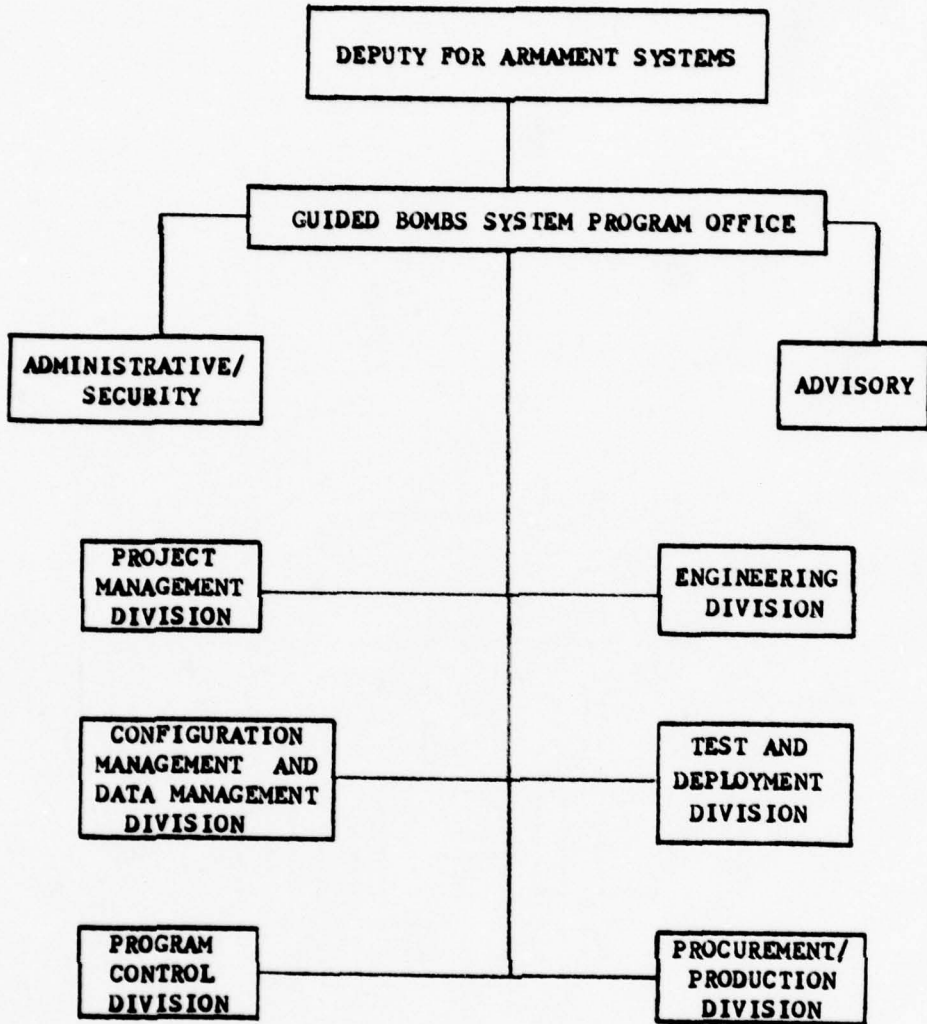 DEPUTY FOR ARMAMENT SYSTEMS
GUIDED BOMBS SYSTEM PROGRAM OFFICE
ADMINISTRATIVE/
SECURITY
ADVISORY
PROJECT
MANAGEMENT
DIVISION
ENGINEERING
DIVISION
CONFIGURATION
MANAGEMENT AND
DATA MANAGEMENT
DIVISION
TEST AND
DEPLOYMENT
DIVISION
PROGRAM
CONTROL
DIVISION
PROCUREMENT/
PRODUCTION
DIVISION